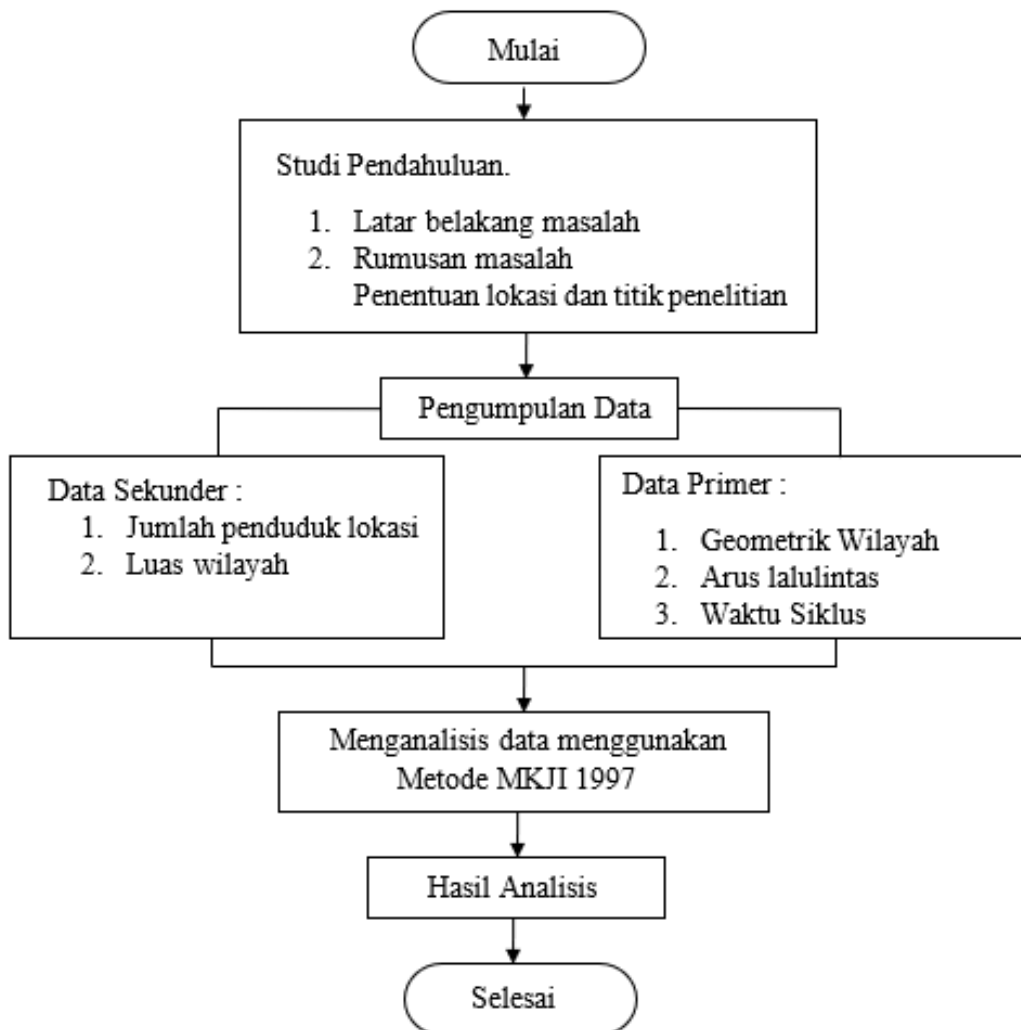 Mulai
Studi Pendahuluan.
1. Latar belakang masalah
2. Rumusan masalah
Penentuan lokasi dan titik penelitian
Pengumpulan Data
Data Sekunder :
1. Jumlah penduduk lokasi
2. Luas wilayah
Data Primer :
1. Geometrik Wilayah
2. Arus lalulintas
3. Waktu Siklus
Menganalisis data menggunakan
Metode MKJI 1997
Hasil Analisis
Selesai